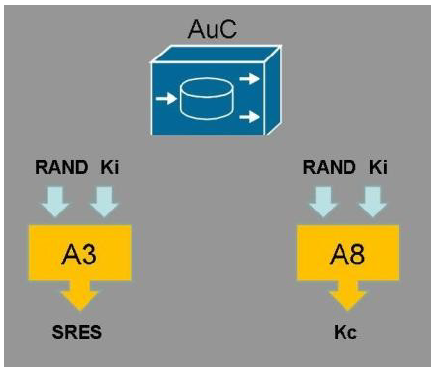 AuC
RAND Ki
RAND Ki
A3
A8
SRES
Kc